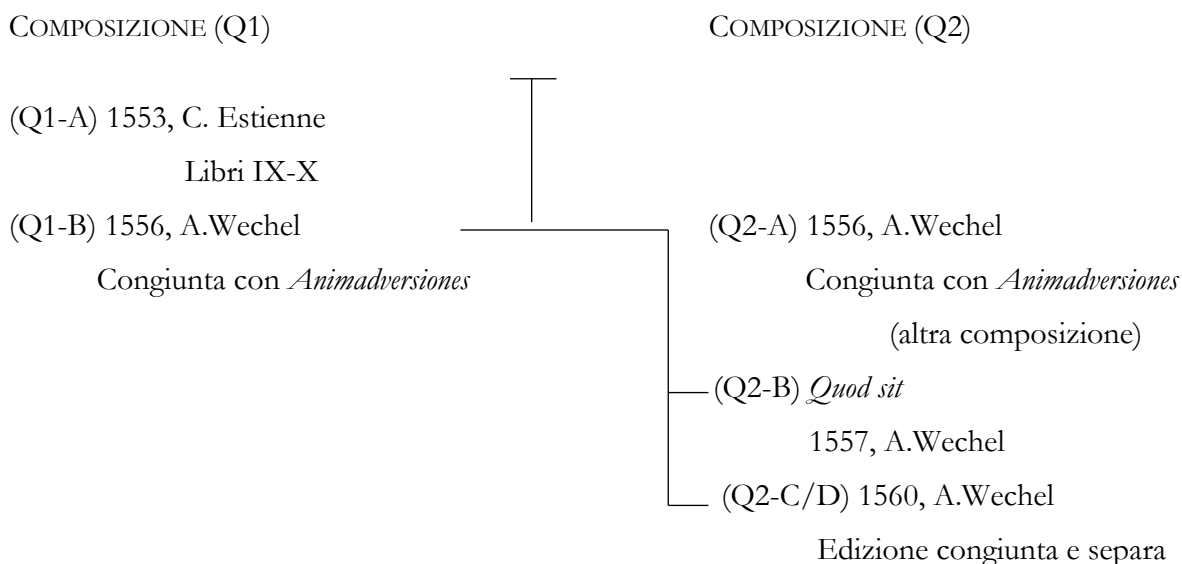 COMPOSIZIONE (Q1)
COMPOSIZIONE (Q2)
(Q1-A) 1553, C. Estienne
Libri IX-X
(Q1-B) 1556, A.Wechel
Congiunta con Animadversiones
(Q2-A) 1556, A.Wechel
Congiunta con Animadversiones
(altra composizione)
(Q2-B) Quod sit
1557, A.Wechel
(Q2-C/D) 1560, A.Wechel
Edizione congiunta e separa